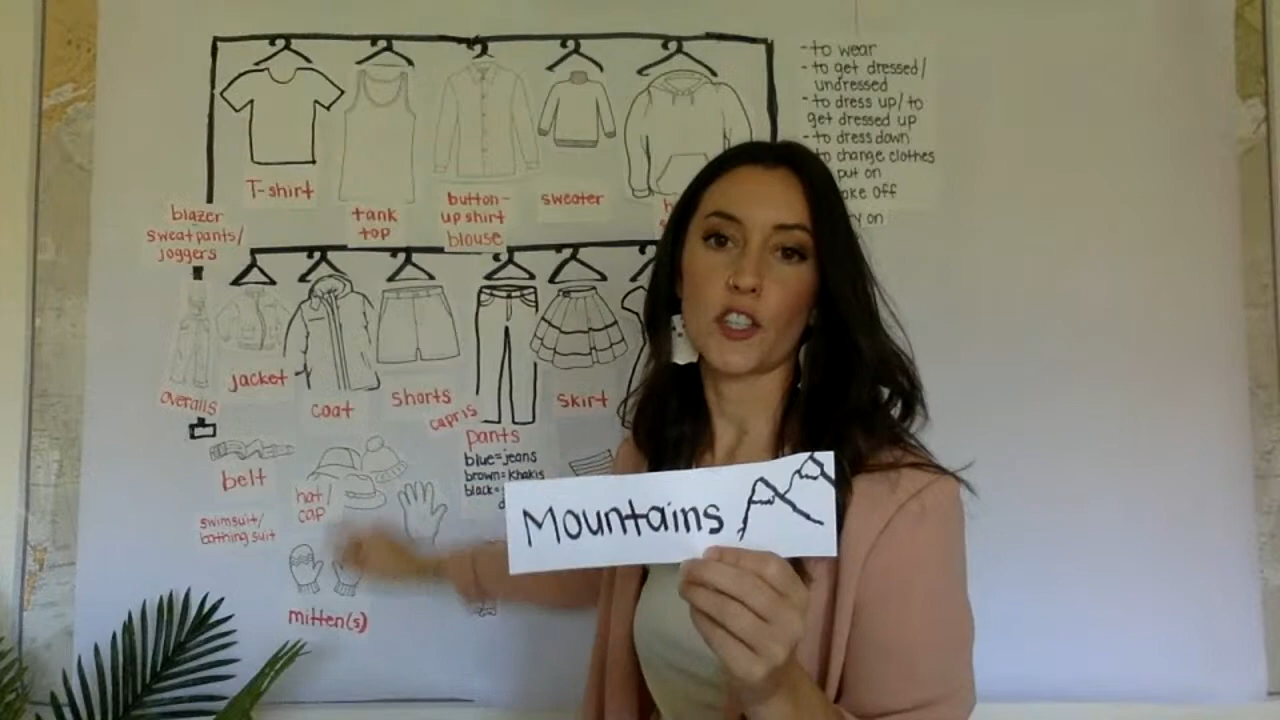 T-shirt
tank
top
button-
up shirt
blouse
sweater
blazer
sweatpants/
joggers
overalls
jacket
coat
shorts
capris
pants
blue=jeans
brown=khakis
black=
skirt
belt
hat/
cap
swimsuit/
bathing suit
mitten(s)
-to wear
-to get dressed/
undressed
-to dress up/to
get dressed up
-to dress down
to change clothes
put on
off
on
Mountains